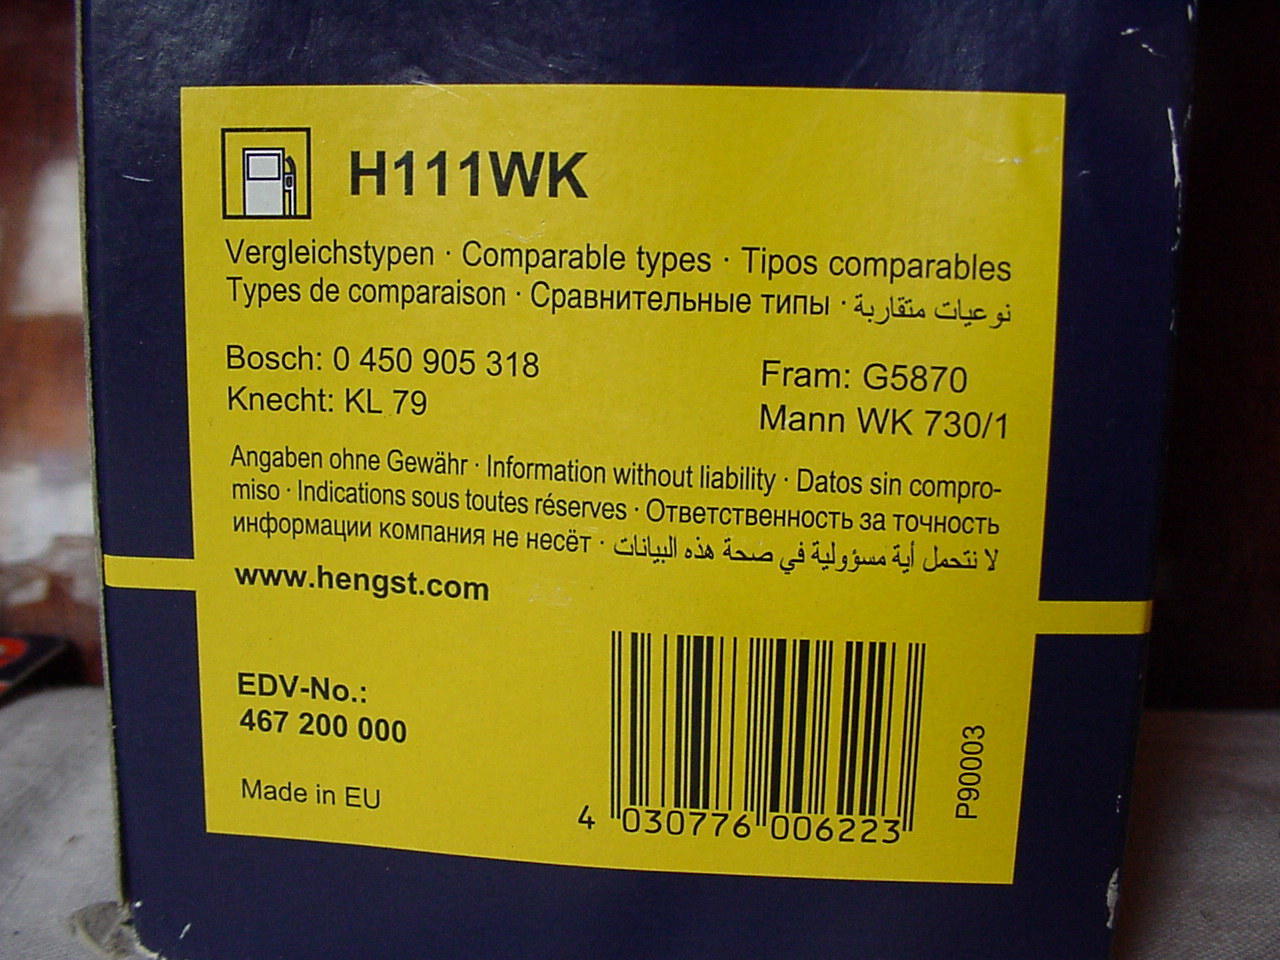 H111WK
Vergleichstypen · Comparable types · Tipos comparables
Types de comparaison · Сравнительные типы · نوعيات متقاربة
Bosch: 0 450 905 318
Knecht: KL 79
Fram: G5870
Mann WK 730/1
Angaben ohne Gewähr · Information without liability · Datos sin compro-
miso · Indications sous toutes réserves · Ответственность за точность
информации компания не несёт · لا نتحمل أية مسؤولية في صحة هذه البيانات
www.hengst.com
EDV-No.:
467 200 000
Made in EU
4 030776 006223
P90003